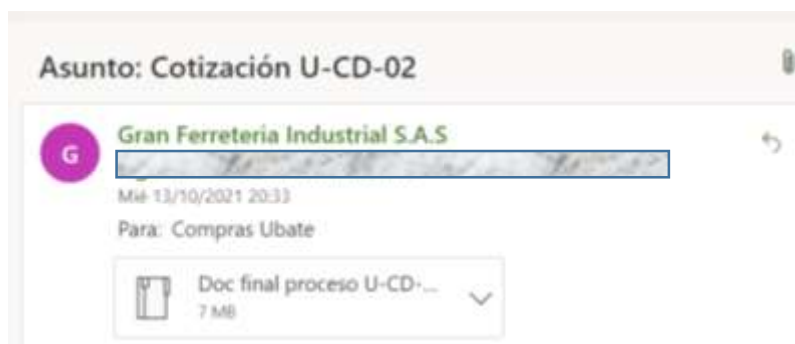 Asunto: Cotización U-CD-02
G
Gran Ferreteria Industrial S.A.S
Mié 13/10/2021 20:33
Para: Compras Ubate
Doc final proceso U-CD-...
7 MB